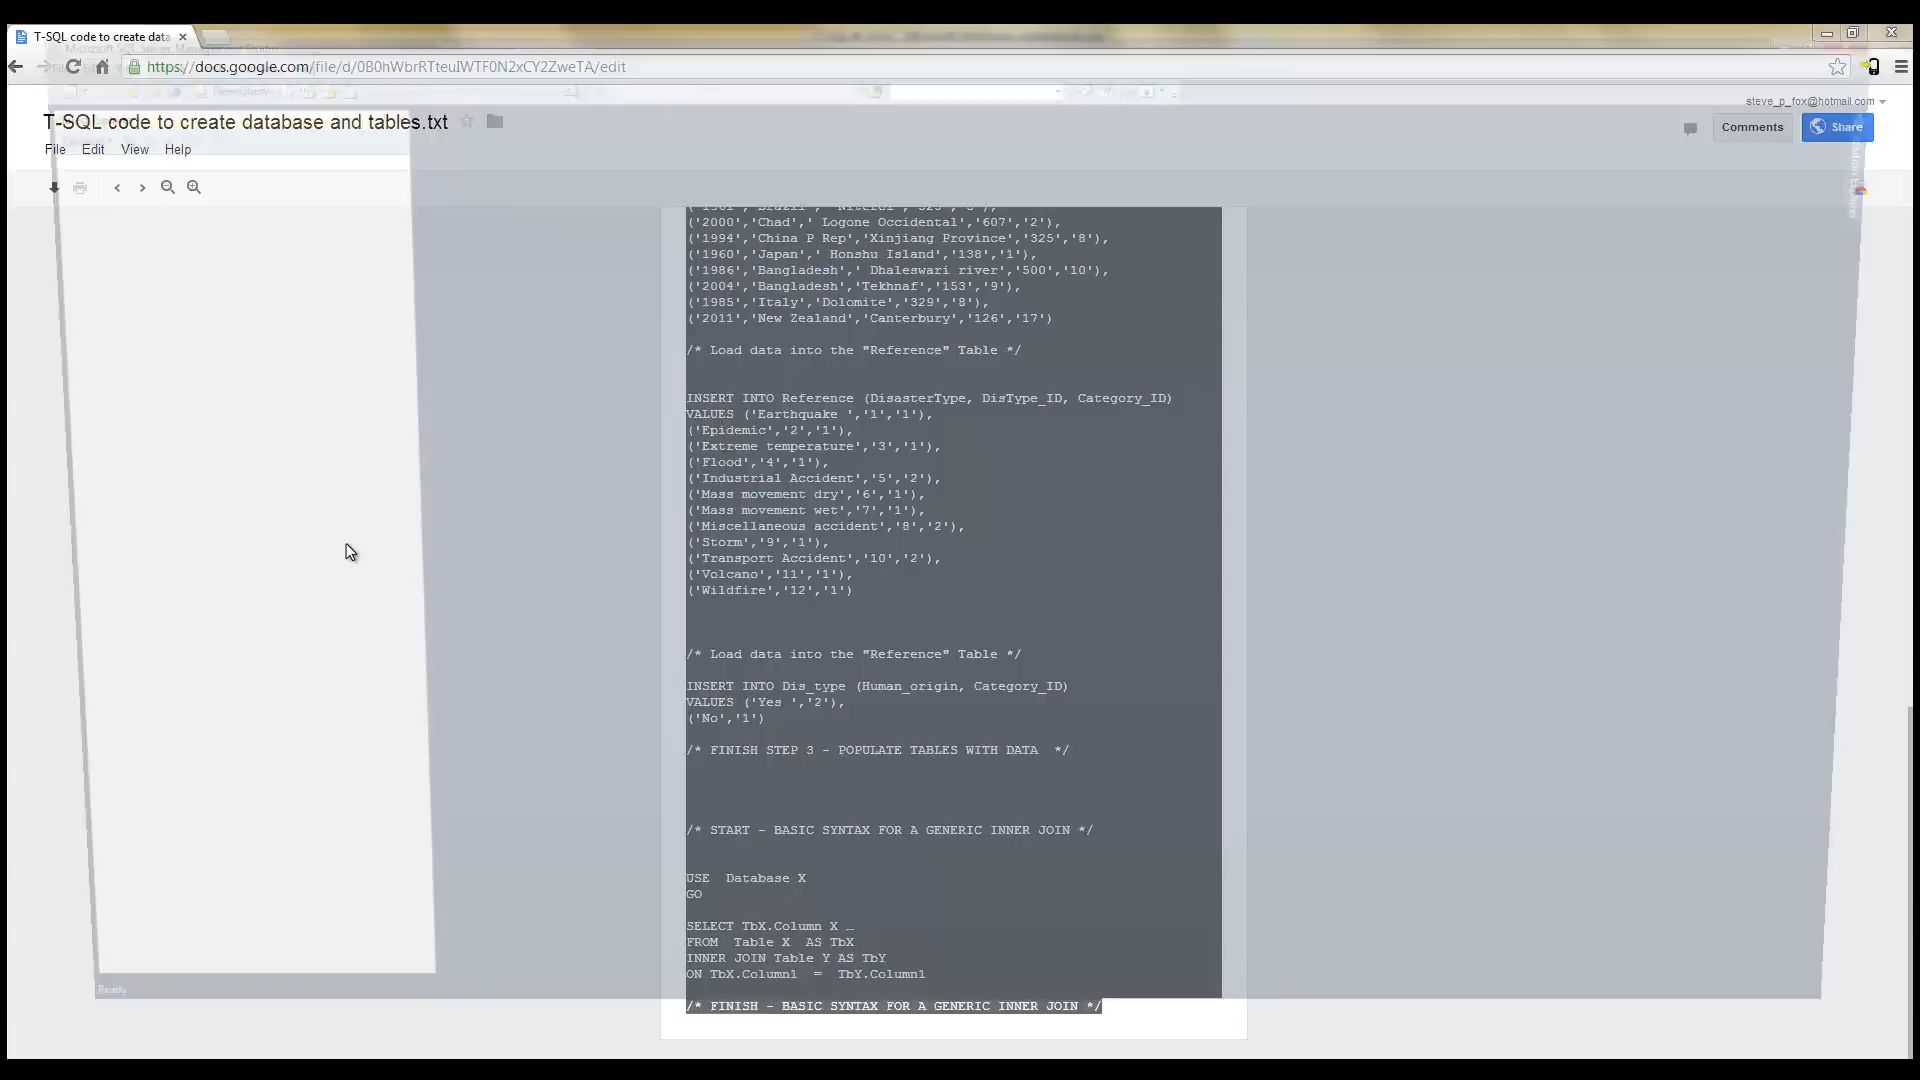 T-SQL code to create data
Microsoft SQL Server Management Studio
https://docs.google.com/file/d/0B0hWbrRTteuIWTF0N2xCY2ZweTA/edit
New Query
steve_p_fox@hotmail.com
T-SQL code to create database and tables.txt
Comments
Share
File Edit View Help
('2000','Chad',' Logone Occidental','607','2'),
('1994','China P Rep','Xinjiang Province','325','8'),
('1960','Japan',' Honshu Island','138','1'),
('1986','Bangladesh',' Dhaleswari river','500','10'),
('2004','Bangladesh','Tekhnaf','153','9'),
('1985','Italy','Dolomite','329','8'),
('2011','New Zealand','Canterbury','126','17')
/* Load data into the "Reference" Table */
INSERT INTO Reference (DisasterType, DisType_ID, Category_ID)
VALUES ('Earthquake ','1','1'),
('Epidemic','2','1'),
('Extreme temperature','3','1'),
('Flood','4','1'),
('Industrial Accident','5','2'),
('Mass movement dry','6','1'),
('Mass movement wet','7','1'),
('Miscellaneous accident','8','2'),
('Storm','9','1'),
('Transport Accident','10','2'),
('Volcano','11','1'),
('Wildfire','12','1')
/* Load data into the "Reference" Table */
INSERT INTO Dis_type (Human_origin, Category_ID)
VALUES ('Yes ','2'),
('No','1')
/* FINISH STEP 3 - POPULATE TABLES WITH DATA  */
/* START - BASIC SYNTAX FOR A GENERIC INNER JOIN */
USE  Database X
GO
SELECT TbX.Column X …
FROM  Table X  AS TbX
INNER JOIN Table Y AS TbY
ON TbX.Column1  =  TbY.Column1
Ready
/* FINISH - BASIC SYNTAX FOR A GENERIC INNER JOIN */